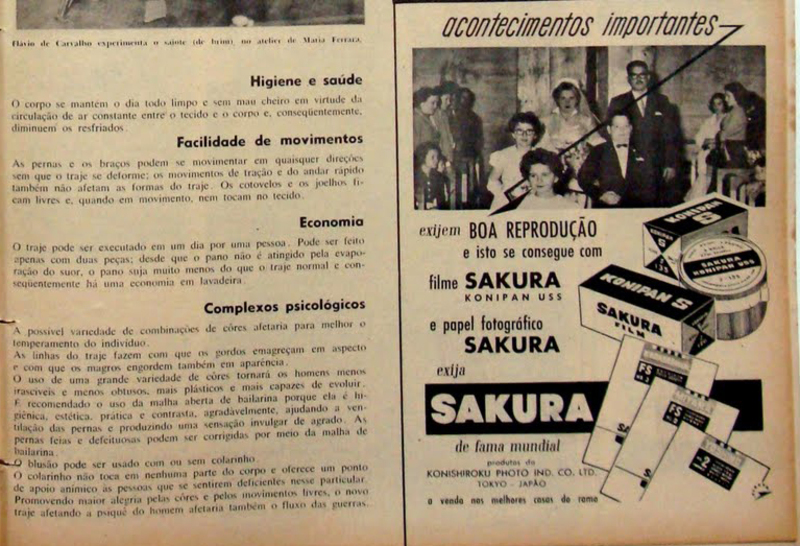 Flávio de Carvalho experimenta o saiote (de brim), no atelier de Maria Ferrara.
Higiene e saúde
O corpo se mantem o dia todo limpo e sem mau cheiro em virtude da
circulação de ar constante entre o tecido e o corpo e, conseqüentemente,
diminuem os resfriados.
Facilidade de movimentos
As pernas e os braços podem se movimentar em quaisquer direções
sem que o traje se deforme; os movimentos de tração e do andar rápido
também não afetam as formas do traje. Os cotovelos e os joelhos fi-
cam livres e, quando em movimento, nem tocam no tecido.
Economia
O traje pode ser executado em um dia por uma pessoa. Pode ser feito
apenas com duas peças; desde que o pano não é atingido pela evapo-
ração do suor, o pano suja muito menos do que o traje normal e con-
seqüentemente há uma economia em lavadeira.
Complexos psicológicos
A possível variedade de combinações de côres afetaria para melhor o
temperamento do indivíduo.
As linhas do traje fazem com que os gordos emagreçam em aspecto
e com que os magros engordem também em aparência.
O uso de uma grande variedade de côres tornará os homens menos
irascíveis e menos obtusos, mais plásticos e mais capazes de evoluir.
É recomendado o uso da malha aberta de bailarina porque ela é hi-
giênica, estética, prática e contrasta, agradàvelmente, ajudando a ven-
tilação das pernas e produzindo uma sensação invulgar de agrado. As
pernas feias e defeituosas podem ser corrigidas por meio da malha de
bailarina.
O blusão pode ser usado com ou sem colarinho.
O colarinho não toca em nenhuma parte do corpo e oferece um ponto
de apoio anímico às pessoas que se sentirem deficientes nesse particular.
Promovendo maior alegria pelas côres e pelos movimentos livres, o novo
traje afetando a psiquê do homem afetaria também o fluxo das guerras.
acontecimentos importantes
exijem BOA REPRODUÇÃO
e isto se consegue com
filme SAKURA
KONIPAN USS
e papel fotográfico
SAKURA
exija
SAKURA
de fama mundial
produtos da
KONISHIROKU PHOTO IND. CO. LTD.
TOKYO - JAPÃO
a venda nas melhores casas do ramo
KONIPAN
S
SAKURA
KONIPAN USS
KONIPAN S
SAKURA
FILM
FS
FS